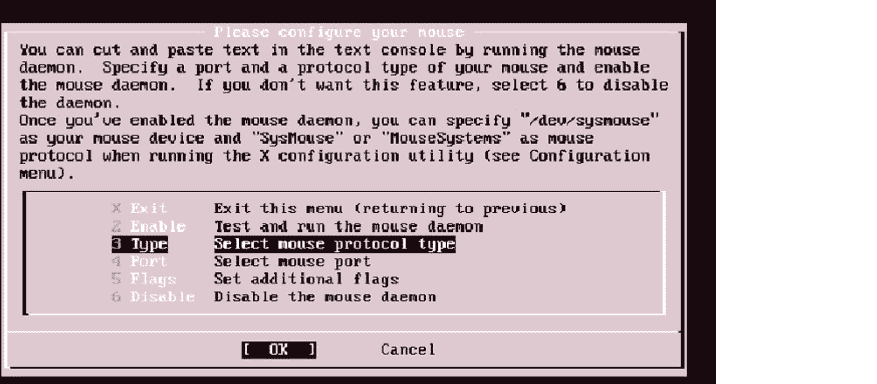 Please configure your mouse
You can cut and paste text in the text console by running the mouse
daemon.  Specify a port and a protocol type of your mouse and enable
the mouse daemon.  If you don't want this feature, select 6 to disable
the daemon.
Once you've enabled the mouse daemon, you can specify "/dev/sysmouse"
as your mouse device and "SysMouse" or "MouseSystems" as mouse
protocol when running the X configuration utility (see Configuration
menu).
X Exit Exit this menu (returning to previous)
2 Enable Test and run the mouse daemon
3 Type Select mouse protocol type
4 Port Select mouse port
5 Flags Set additional flags
6 Disable Disable the mouse daemon
[ OK ] Cancel